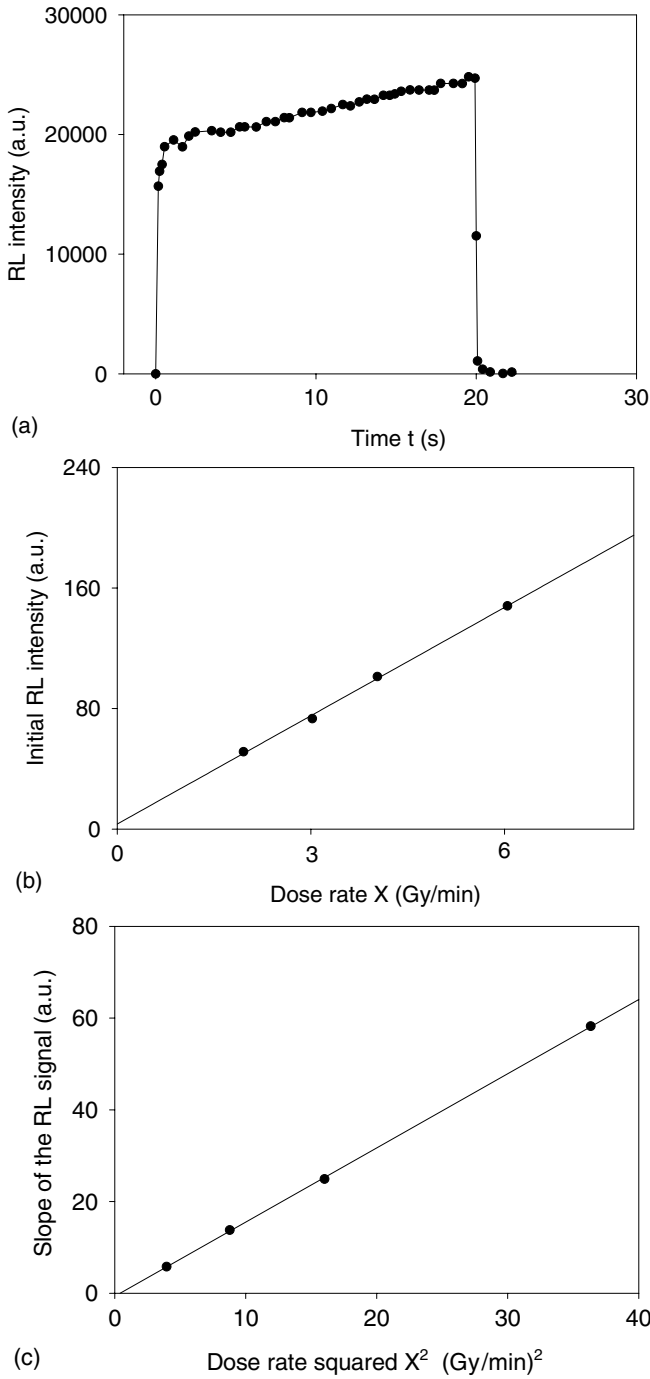 30000
20000
10000
0
RL intensity (a.u.)
0 10 20 30
(a)
Time t (s)
240
160
80
0
Initial RL intensity (a.u.)
0 3 6
(b)
Dose rate X (Gy/min)
80
60
40
20
0
Slope of the RL signal (a.u.)
0 10 20 30 40
(c)
Dose rate squared X² (Gy/min)²